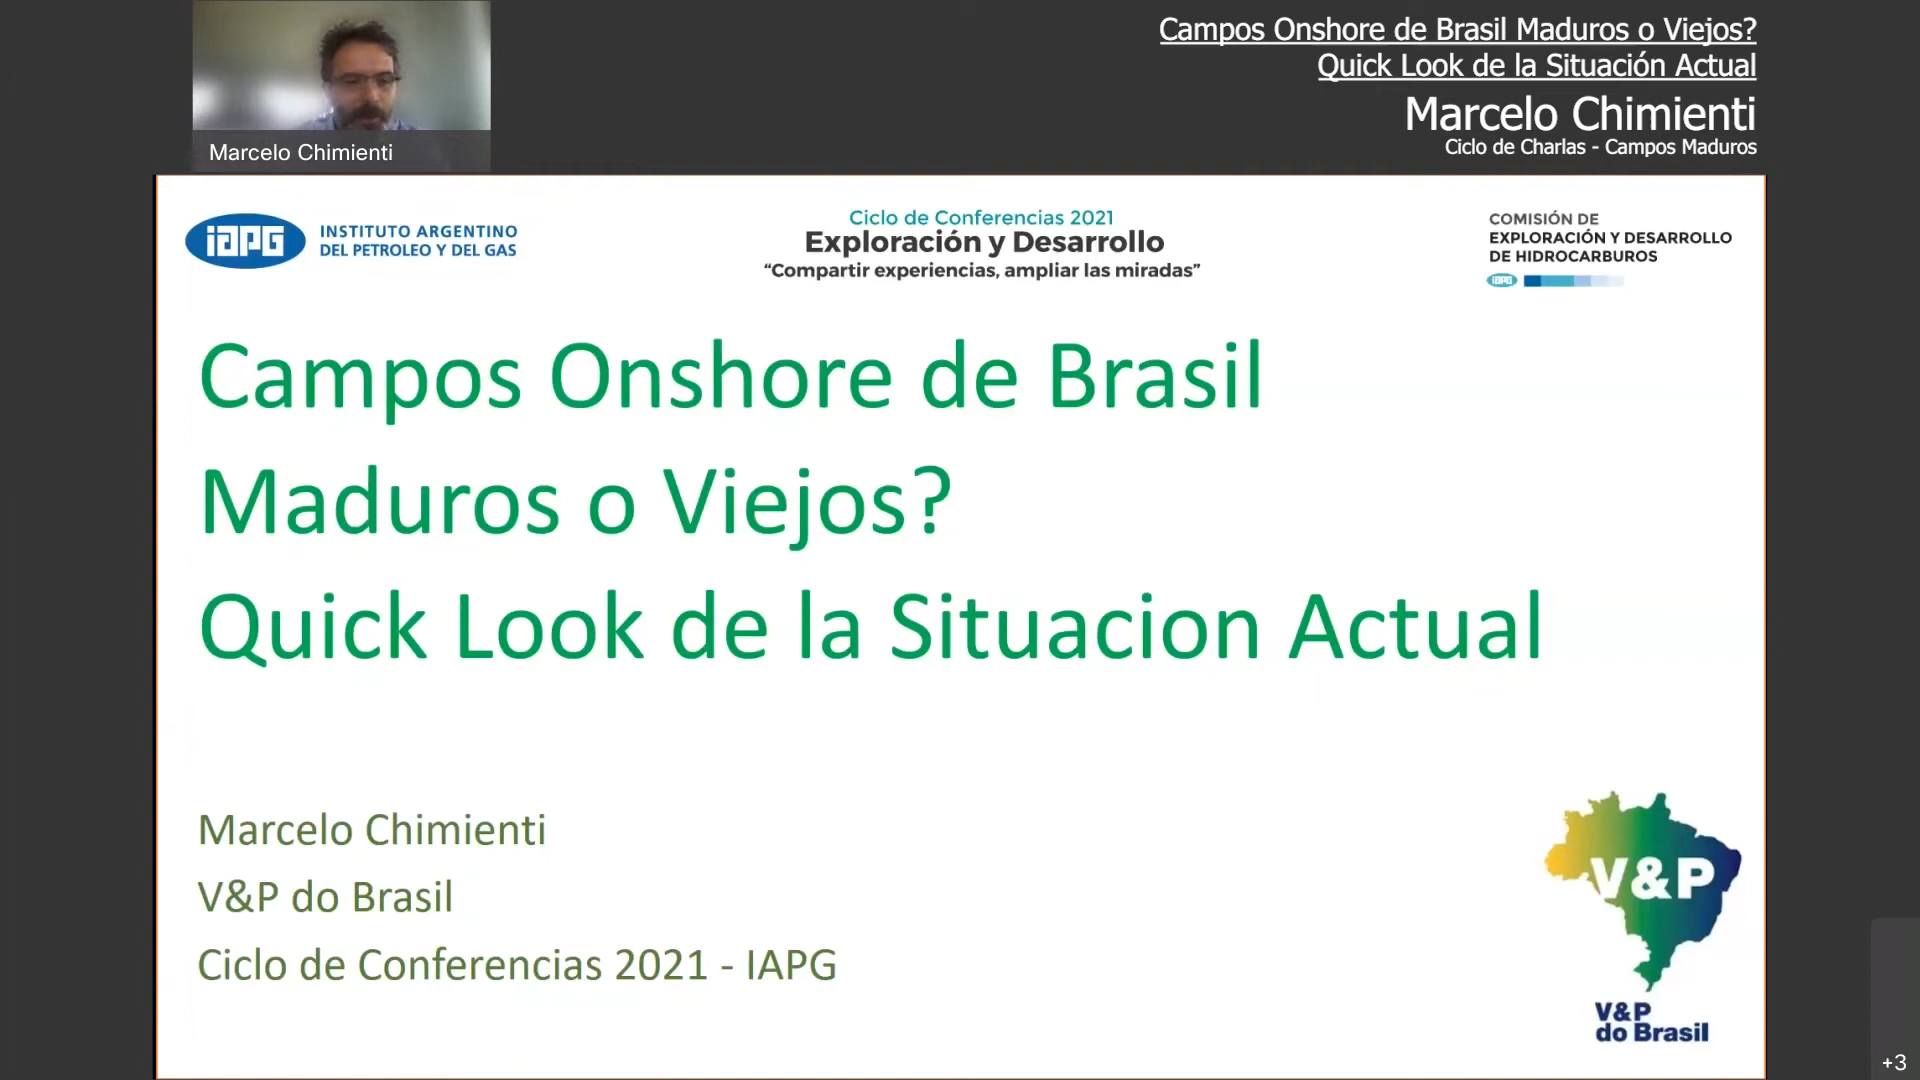 Campos Onshore de Brasil Maduros o Viejos?
Quick Look de la Situación Actual
Marcelo Chimienti
Ciclo de Charlas - Campos Maduros
Marcelo Chimienti
iapg
INSTITUTO ARGENTINO
DEL PETROLEO Y DEL GAS
Ciclo de Conferencias 2021
Exploración y Desarrollo
“Compartir experiencias, ampliar las miradas”
COMISIÓN DE
EXPLORACIÓN Y DESARROLLO
DE HIDROCARBUROS
iapg
Campos Onshore de Brasil
Maduros o Viejos?
Quick Look de la Situacion Actual
Marcelo Chimienti
V&P do Brasil
Ciclo de Conferencias 2021 - IAPG
V&P
V&P
do Brasil
+3